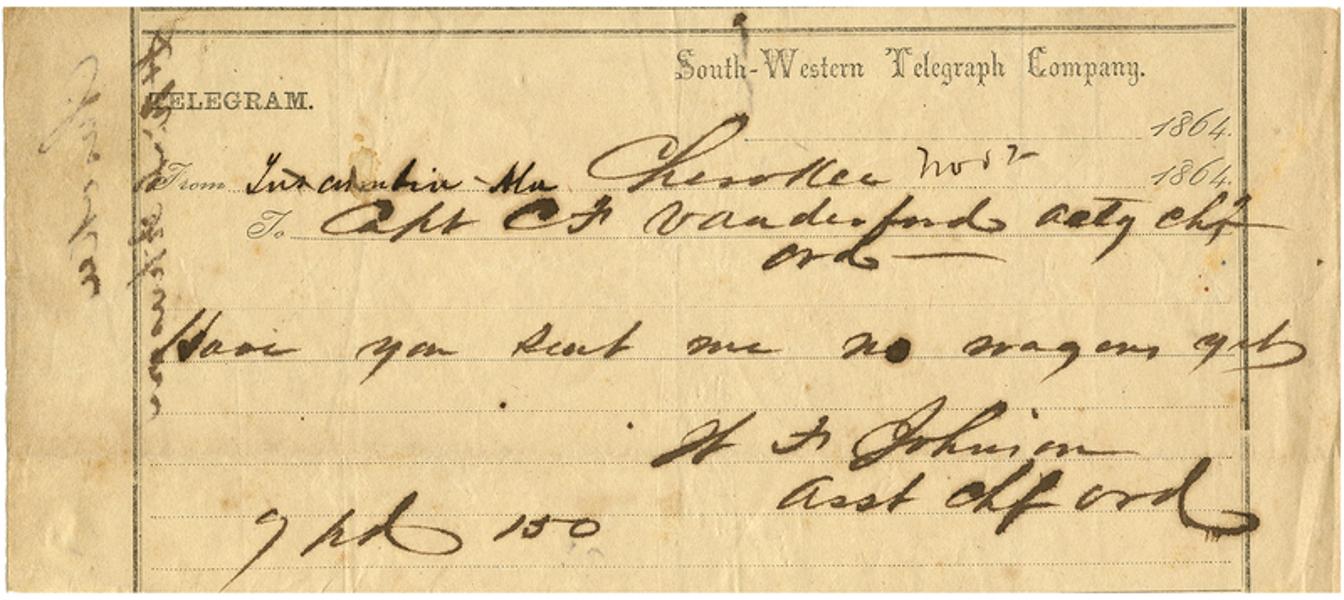 South-Western Telegraph Company.
TELEGRAM.
1864.
From Tuscumbia Ala Cherokee Nov 1864.
To Capt C F Vanderford actg chf
ord
Have you sent me no wagons yet
W F Johnson
Asst chf ord
9 pd 150